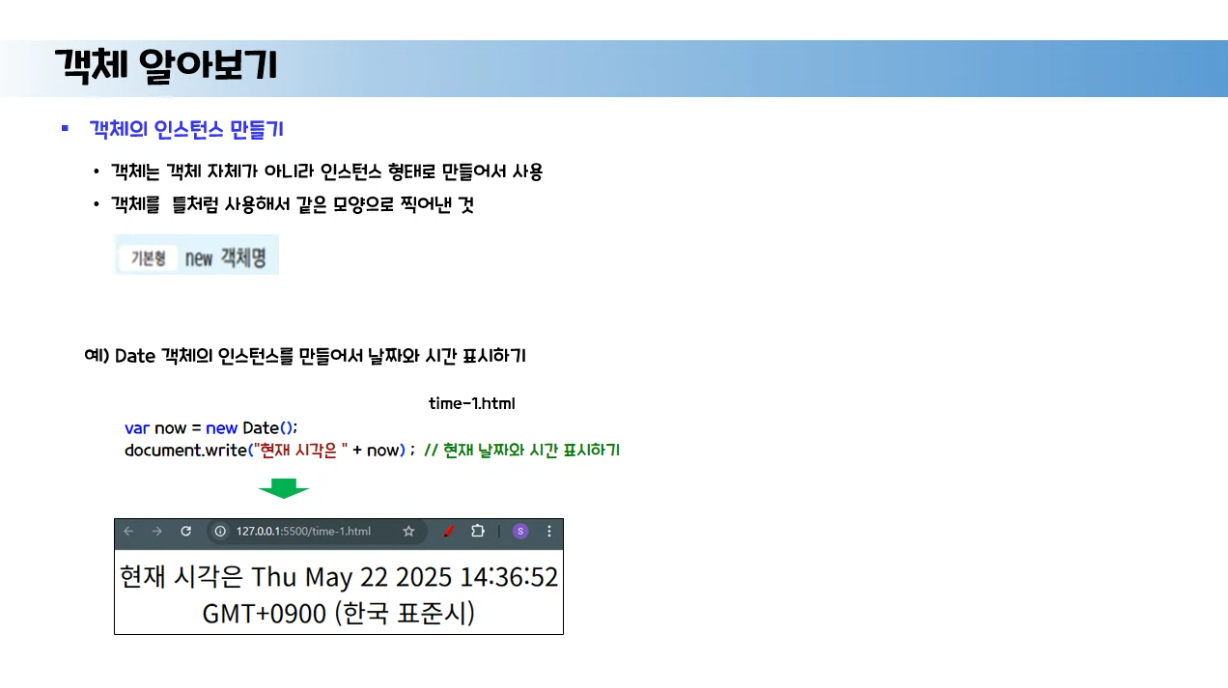 객체 알아보기
▪ 객체의 인스턴스 만들기
• 객체는 객체 자체가 아니라 인스턴스 형태로 만들어서 사용
• 객체를 틀처럼 사용해서 같은 모양으로 찍어낸 것
기본형 new 객체명
예) Date 객체의 인스턴스를 만들어서 날짜와 시간 표시하기
time-1.html
var now = new Date();
document.write("현재 시각은 " + now) ; // 현재 날짜와 시간 표시하기
127.0.0.1:5500/time-1.html S
현재 시각은 Thu May 22 2025 14:36:52
GMT+0900 (한국 표준시)